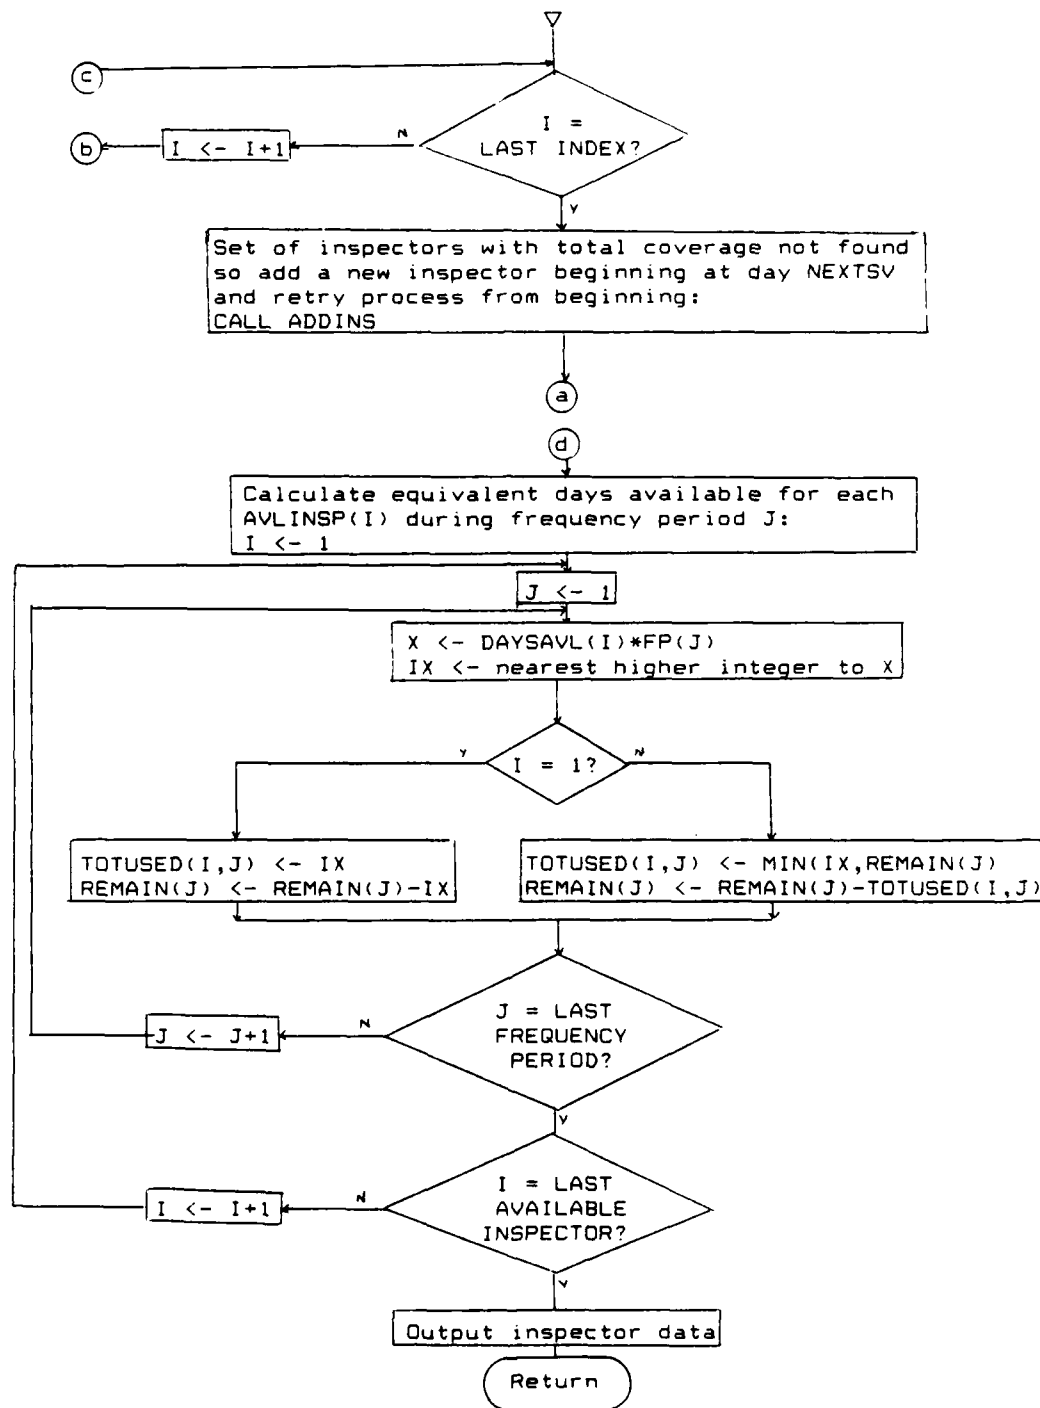 c
I =
LAST INDEX?
N
b
I <- I+1
Y
Set of inspectors with total coverage not found
so add a new inspector beginning at day NEXTSV
and retry process from beginning:
CALL ADDINS
a
d
Calculate equivalent days available for each
AVLINSP(I) during frequency period J:
I <- 1
J <- 1
X <- DAYSAVL(I)*FP(J)
IX <- nearest higher integer to X
Y
I = 1?
N
TOTUSED(I,J) <- IX
REMAIN(J) <- REMAIN(J)-IX
TOTUSED(I,J) <- MIN(IX,REMAIN(J)
REMAIN(J) <- REMAIN(J)-TOTUSED(I,J)
J = LAST
FREQUENCY
PERIOD?
N
J <- J+1
Y
I = LAST
AVAILABLE
INSPECTOR?
N
I <- I+1
Y
Output inspector data
Return